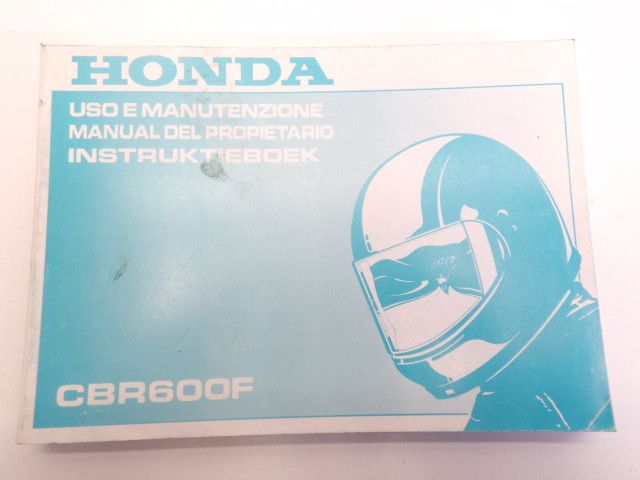 HONDA
USO E MANUTENZIONE
MANUAL DEL PROPIETARIO
INSTRUKTIEBOEK
CBR600F